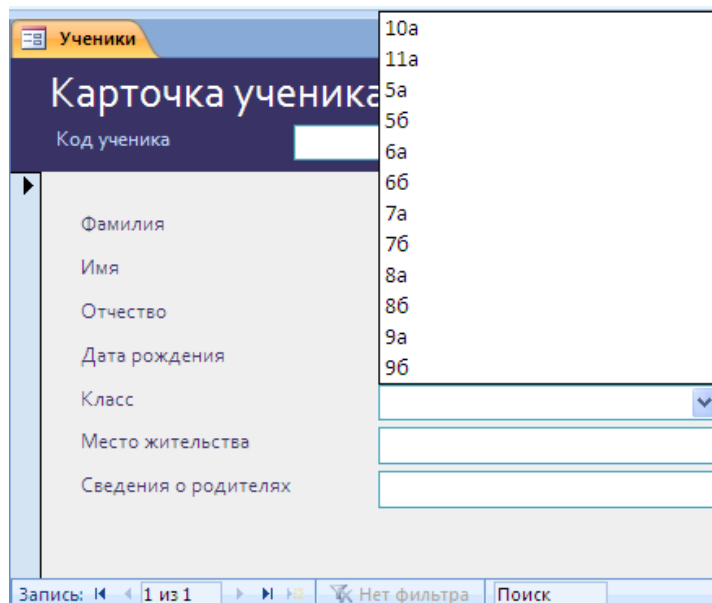 Ученики
Карточка ученика
Код ученика
10а
11а
5а
5б
6а
6б
7а
7б
8а
8б
9а
9б
Фамилия
Имя
Отчество
Дата рождения
Класс
Место жительства
Сведения о родителях
Запись: 1 из 1 Нет фильтра Поиск